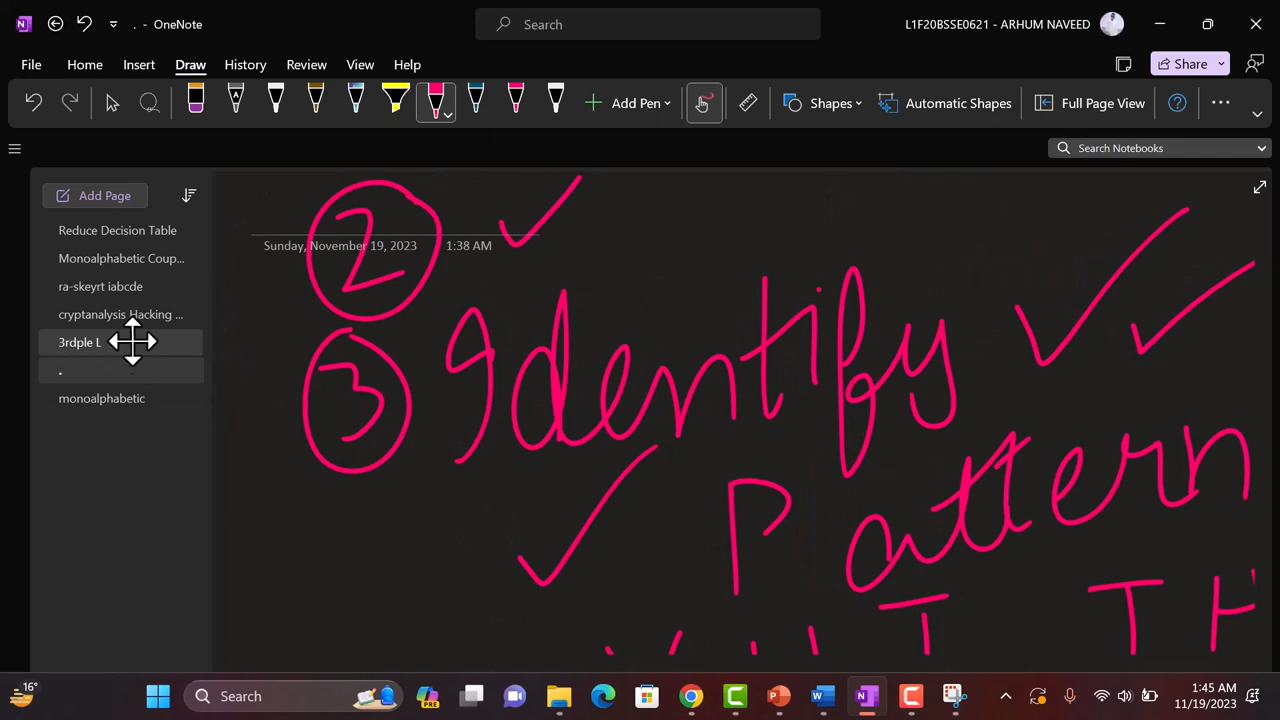 . - OneNote
Search
L1F20BSSE0621 - ARHUM NAVEED
File Home Insert Draw History Review View Help
Share
Add Pen
Shapes
Automatic Shapes
Full Page View
Search Notebooks
Add Page
Reduce Decision Table
Monoalphabetic Coup...
ra-skeyrt iabcde
cryptanalysis Hacking ...
3rdple L
.
monoalphabetic
Sunday, November 19, 2023 1:38 AM
2
3 Identify
Pattern
T T H
16°
Search
PRE
1:45 AM
11/19/2023